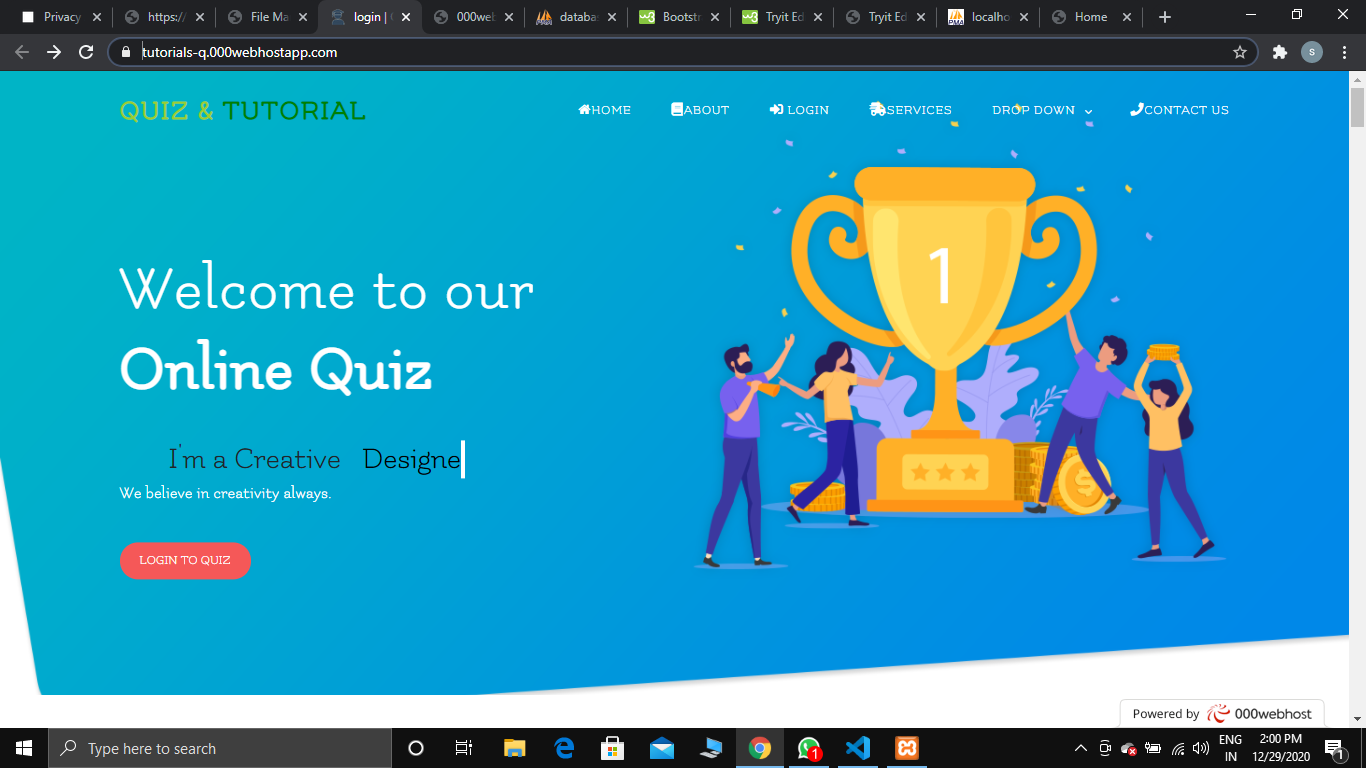 Privacy
https://
File Ma
login |
000web
databa
Bootstr
Tryit Ed
Tryit Ed
localho
Home
tutorials-q.000webhostapp.com
S
QUIZ & TUTORIAL
HOME
ABOUT
LOGIN
SERVICES
DROP DOWN
CONTACT US
1
Welcome to our
Online Quiz
I'm a Creative Designe
We believe in creativity always.
LOGIN TO QUIZ
$
Powered by 000webhost
Type here to search
1
ENG
IN
2:00 PM
12/29/2020
1